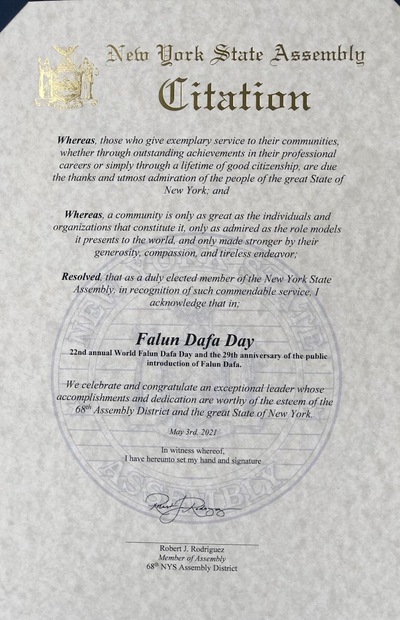 New York State Assembly
Citation
Whereas, those who give exemplary service to their communities,
whether through outstanding achievements in their professional
careers or simply through a lifetime of good citizenship, are due
the thanks and utmost admiration of the people of the great State of
New York; and
Whereas, a community is only as great as the individuals and
organizations that constitute it, only as admired as the role models
it presents to the world, and only made stronger by their
generosity, compassion, and tireless endeavor;
Resolved, that as a duly elected member of the New York State
Assembly, in recognition of such commendable service, I
acknowledge that in;
Falun Dafa Day
22nd annual World Falun Dafa Day and the 29th anniversary of the public
introduction of Falun Dafa.
We celebrate and congratulate an exceptional leader whose
accomplishments and dedication are worthy of the esteem of the
68th Assembly District and the great State of New York.
May 3rd, 2021
In witness whereof,
I have hereunto set my hand and signature
Robert J. Rodriguez
Robert J. Rodriguez
Member of Assembly
68th NYS Assembly District